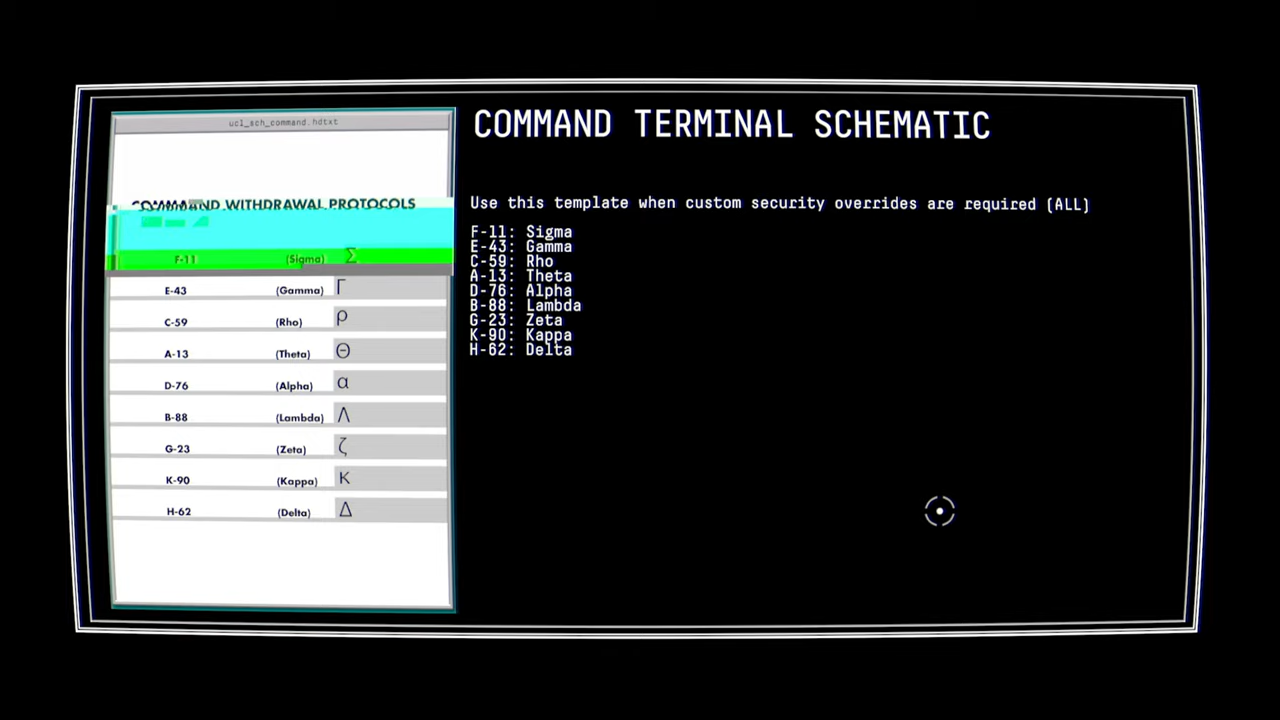 ucl_sch_command.hdtxt
COMMAND WITHDRAWAL PROTOCOLS
F-11 (Sigma) Σ
E-43 (Gamma) Γ
C-59 (Rho) ρ
A-13 (Theta) Θ
D-76 (Alpha) α
B-88 (Lambda) Λ
G-23 (Zeta) ζ
K-90 (Kappa) K
H-62 (Delta) Δ
COMMAND TERMINAL SCHEMATIC
Use this template when custom security overrides are required (ALL)
F-11: Sigma
E-43: Gamma
C-59: Rho
A-13: Theta
D-76: Alpha
B-88: Lambda
G-23: Zeta
K-90: Kappa
H-62: Delta